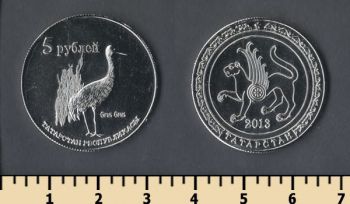 5 рублей
Grus Grus
ТАТАРСТАН РЕСПУБЛИКАСЫ
2013
ТАТАРСТАН
1 2 3 4 5 6 7